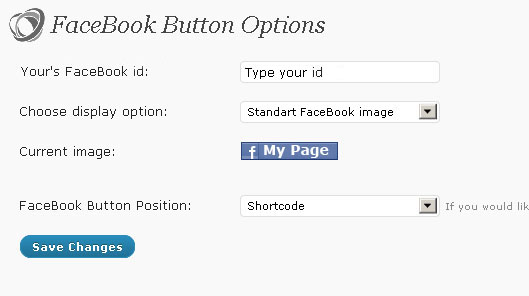 FaceBook Button Options
Your's FaceBook id: Type your id
Choose display option: Standart FaceBook image
Current image: f My Page
FaceBook Button Position: Shortcode If you would lik
Save Changes